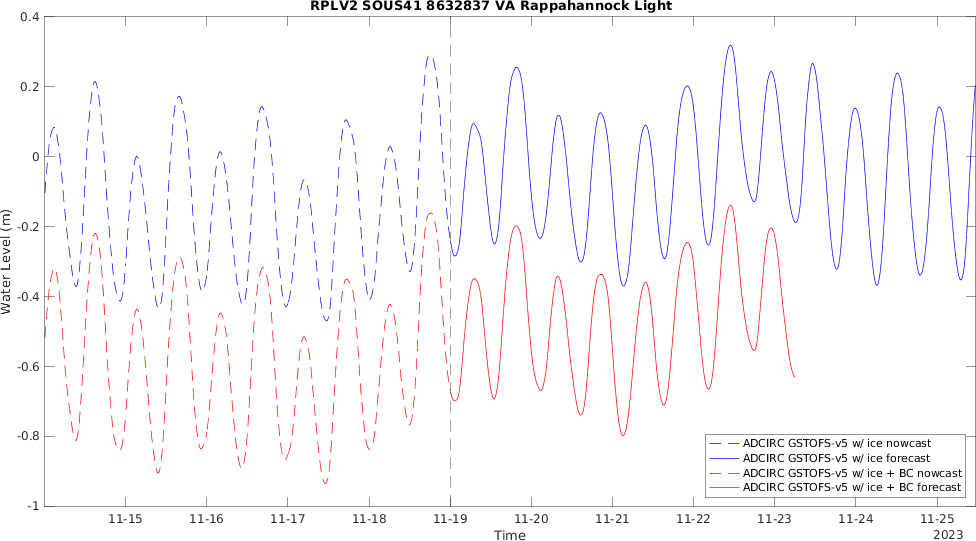 RPLV2 SOUS41 8632837 VA Rappahannock Light
0.4
0.2
0
-0.2
-0.4
-0.6
-0.8
-1
Water Level (m)
ADCIRC GSTOFS-v5 w/ ice nowcast
ADCIRC GSTOFS-v5 w/ ice forecast
ADCIRC GSTOFS-v5 w/ ice + BC nowcast
ADCIRC GSTOFS-v5 w/ ice + BC forecast
11-15 11-16 11-17 11-18 11-19 11-20 11-21 11-22 11-23 11-24 11-25
Time 2023